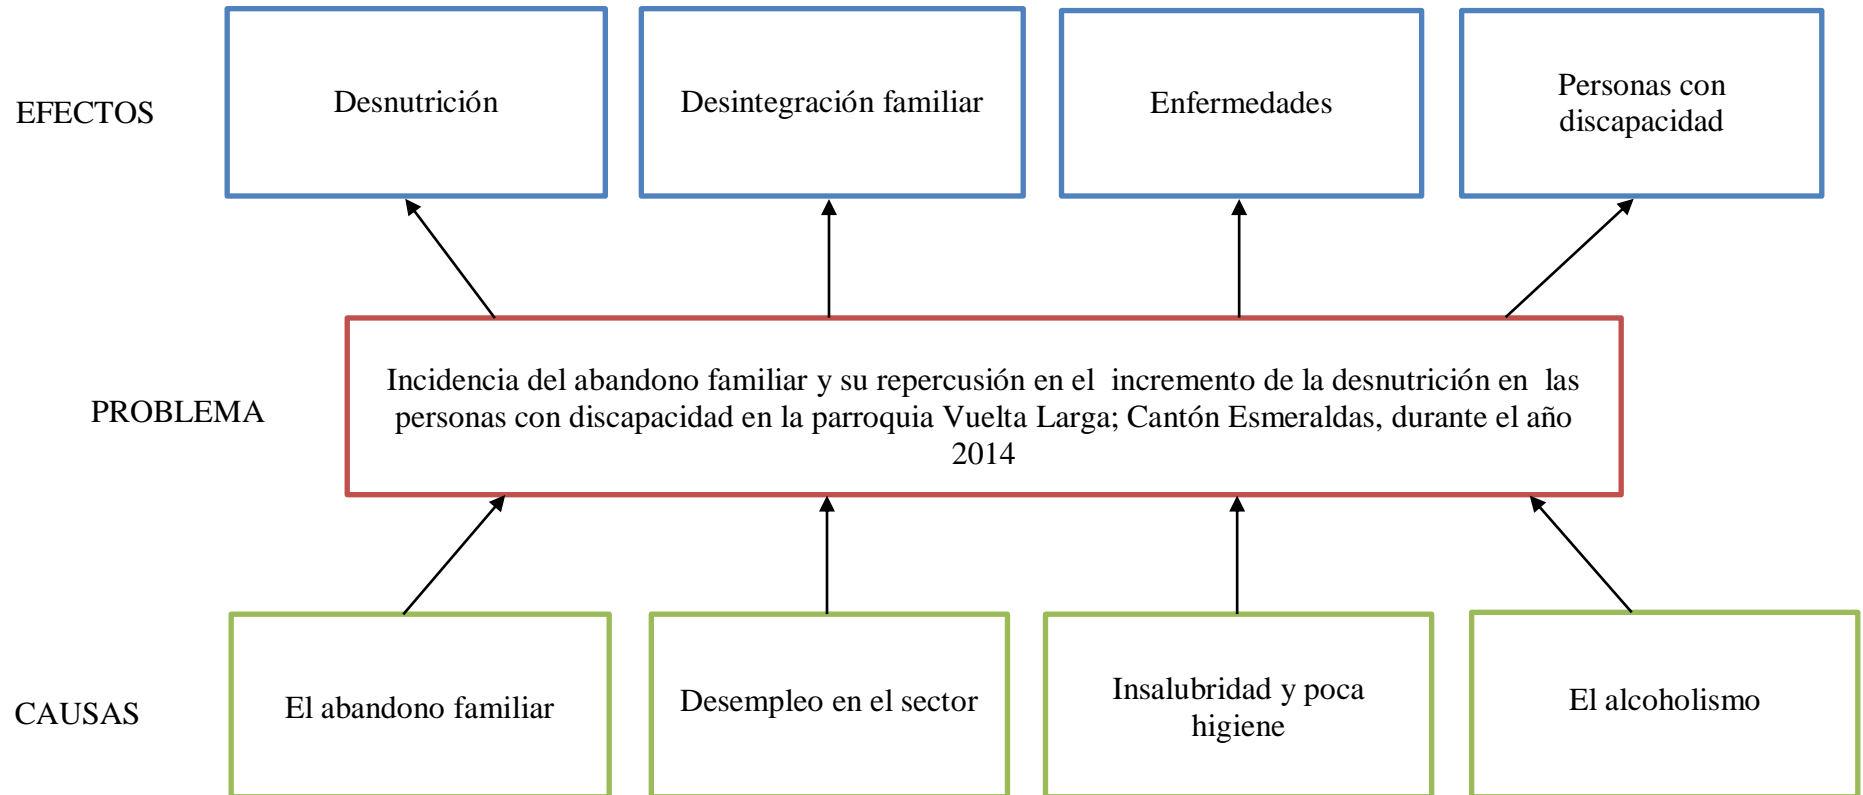 EFECTOS
Desnutrición
Desintegración familiar
Enfermedades
Personas con
discapacidad
PROBLEMA
Incidencia del abandono familiar y su repercusión en el incremento de la desnutrición en las
personas con discapacidad en la parroquia Vuelta Larga; Cantón Esmeraldas, durante el año
2014
CAUSAS
El abandono familiar
Desempleo en el sector
Insalubridad y poca
higiene
El alcoholismo